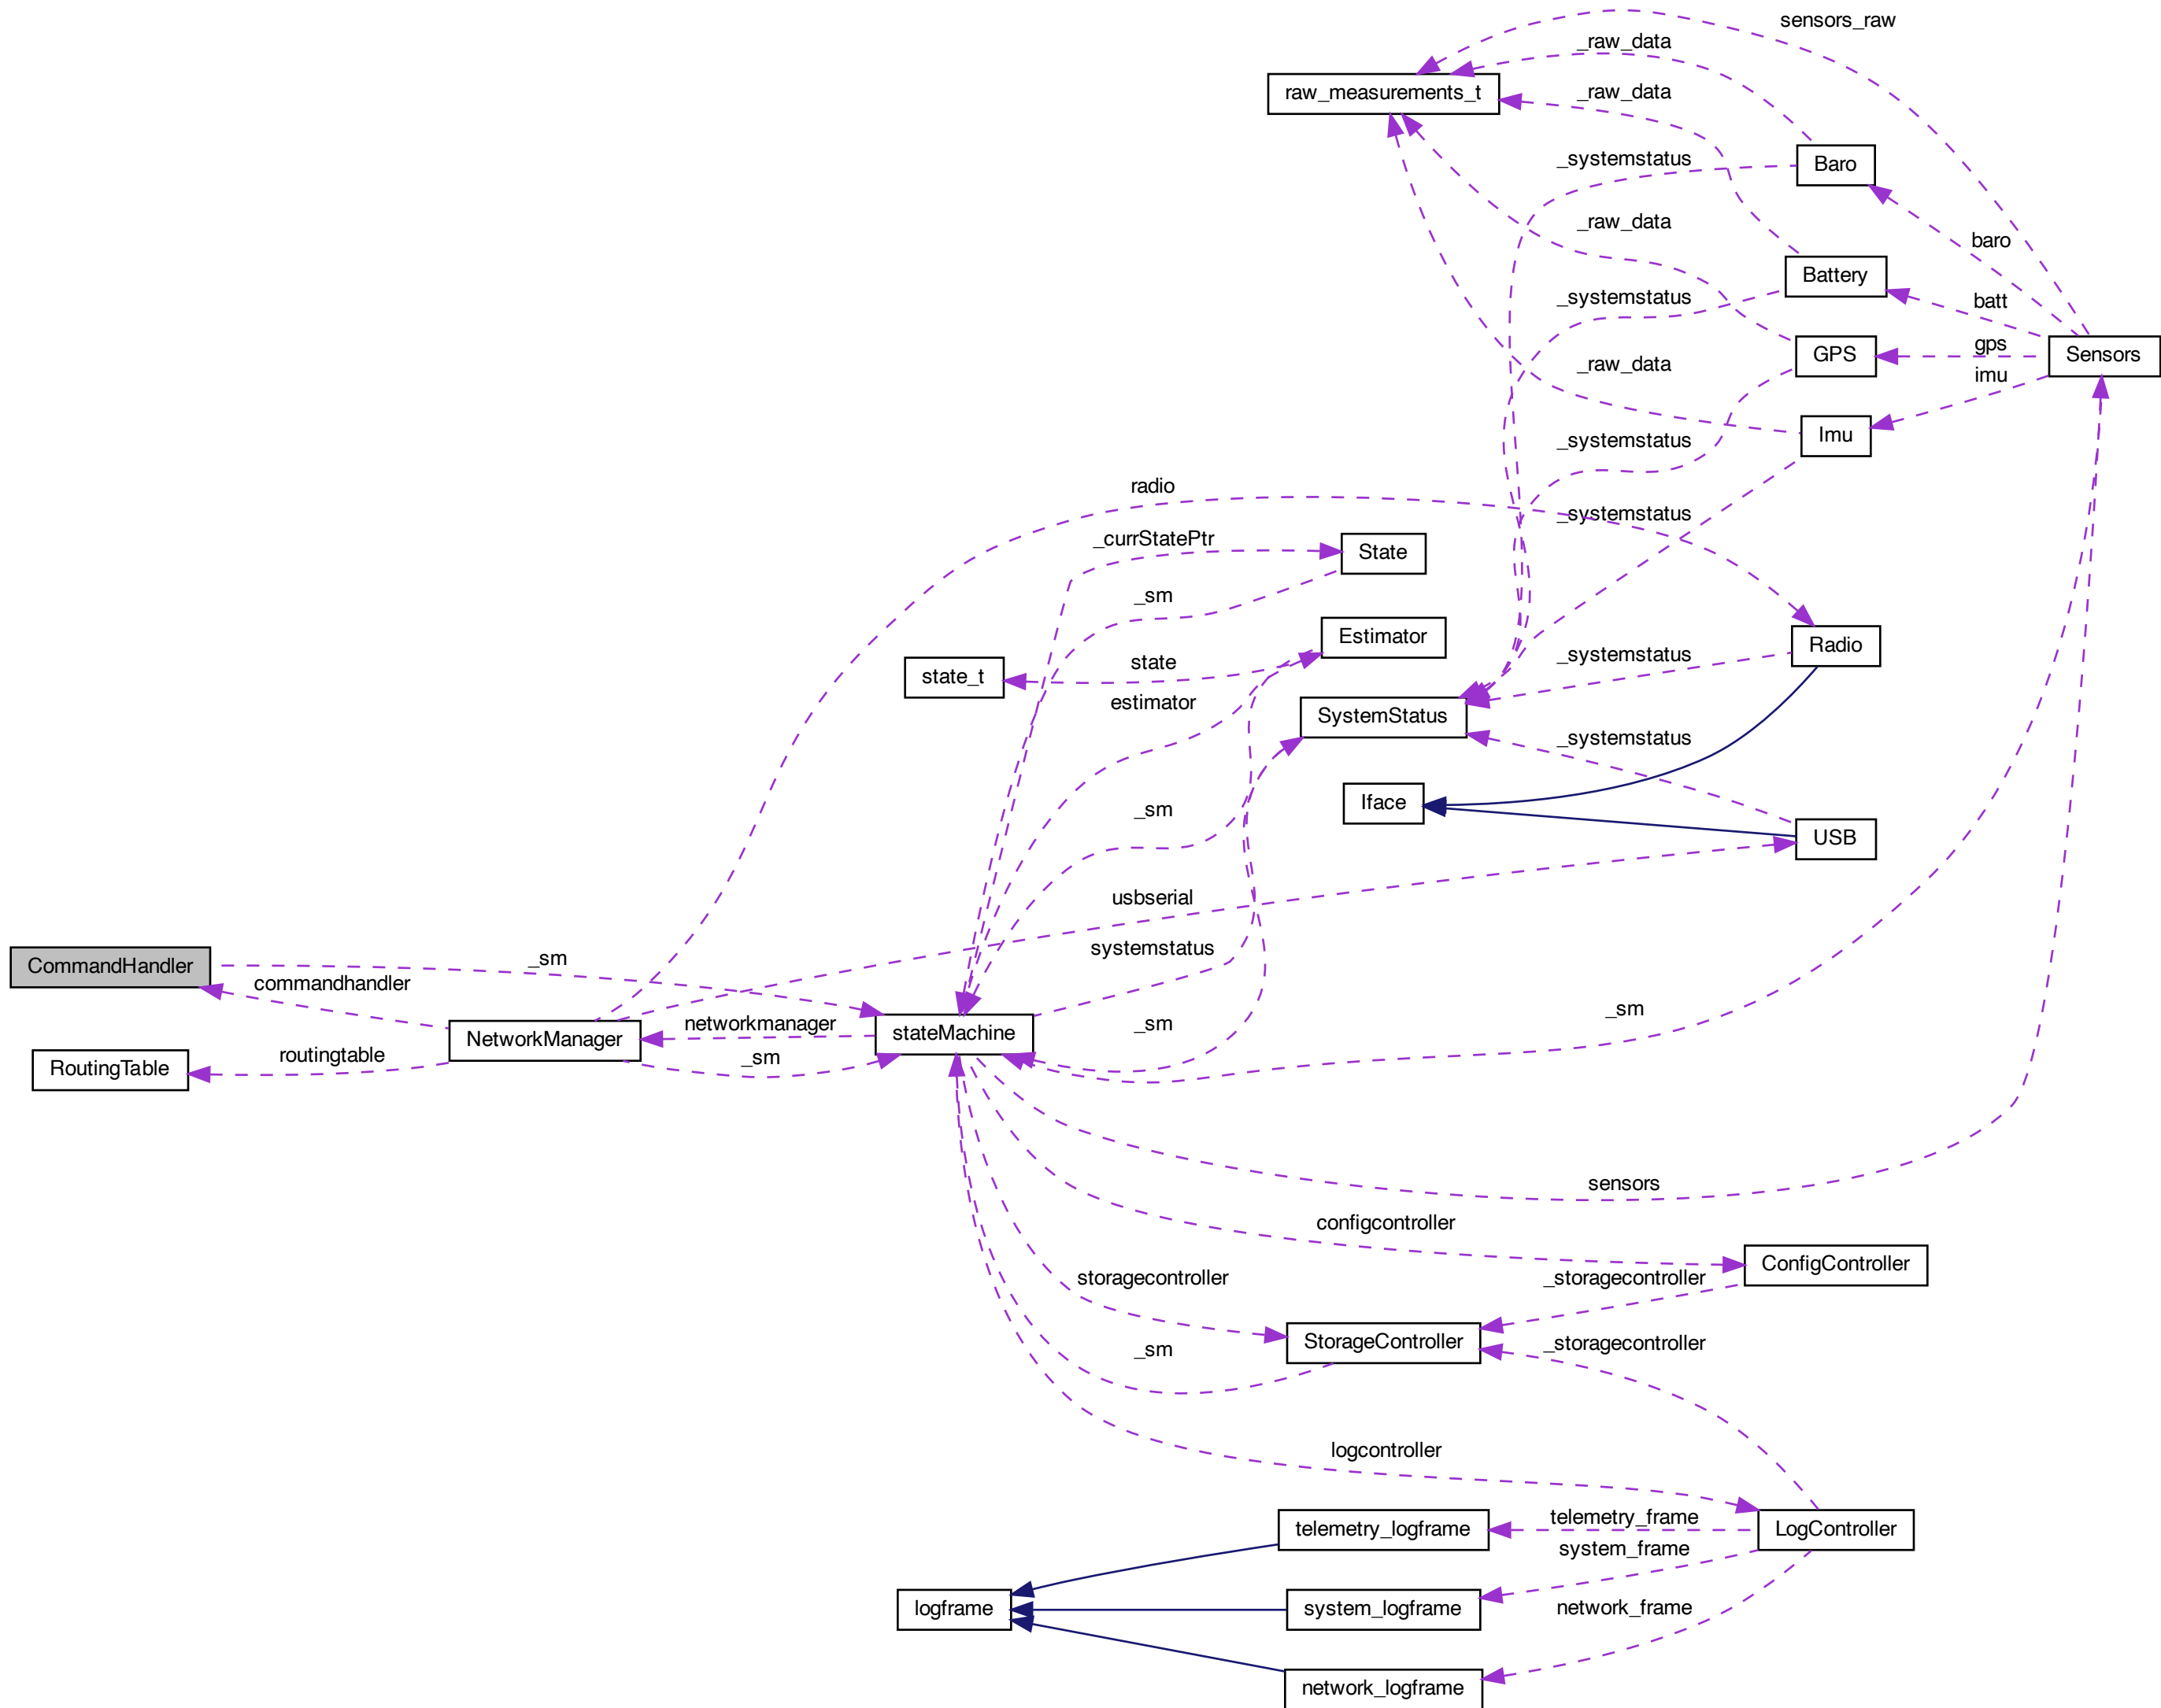 sensors_raw
_raw_data
raw_measurements_t
_raw_data
_systemstatus
Baro
_raw_data
baro
Battery
_systemstatus
batt
gps
GPS
Sensors
_raw_data
imu
Imu
_systemstatus
radio
_systemstatus
_currStatePtr
State
_sm
Estimator
Radio
state
_systemstatus
state_t
estimator
SystemStatus
_systemstatus
Iface
_sm
USB
usbserial
systemstatus
_sm
CommandHandler
commandhandler
_sm
_sm
networkmanager
stateMachine
NetworkManager
routingtable
_sm
RoutingTable
sensors
configcontroller
ConfigController
storagecontroller
_storagecontroller
StorageController
_storagecontroller
_sm
logcontroller
telemetry_frame
telemetry_logframe
LogController
system_frame
logframe
system_logframe
network_frame
network_logframe